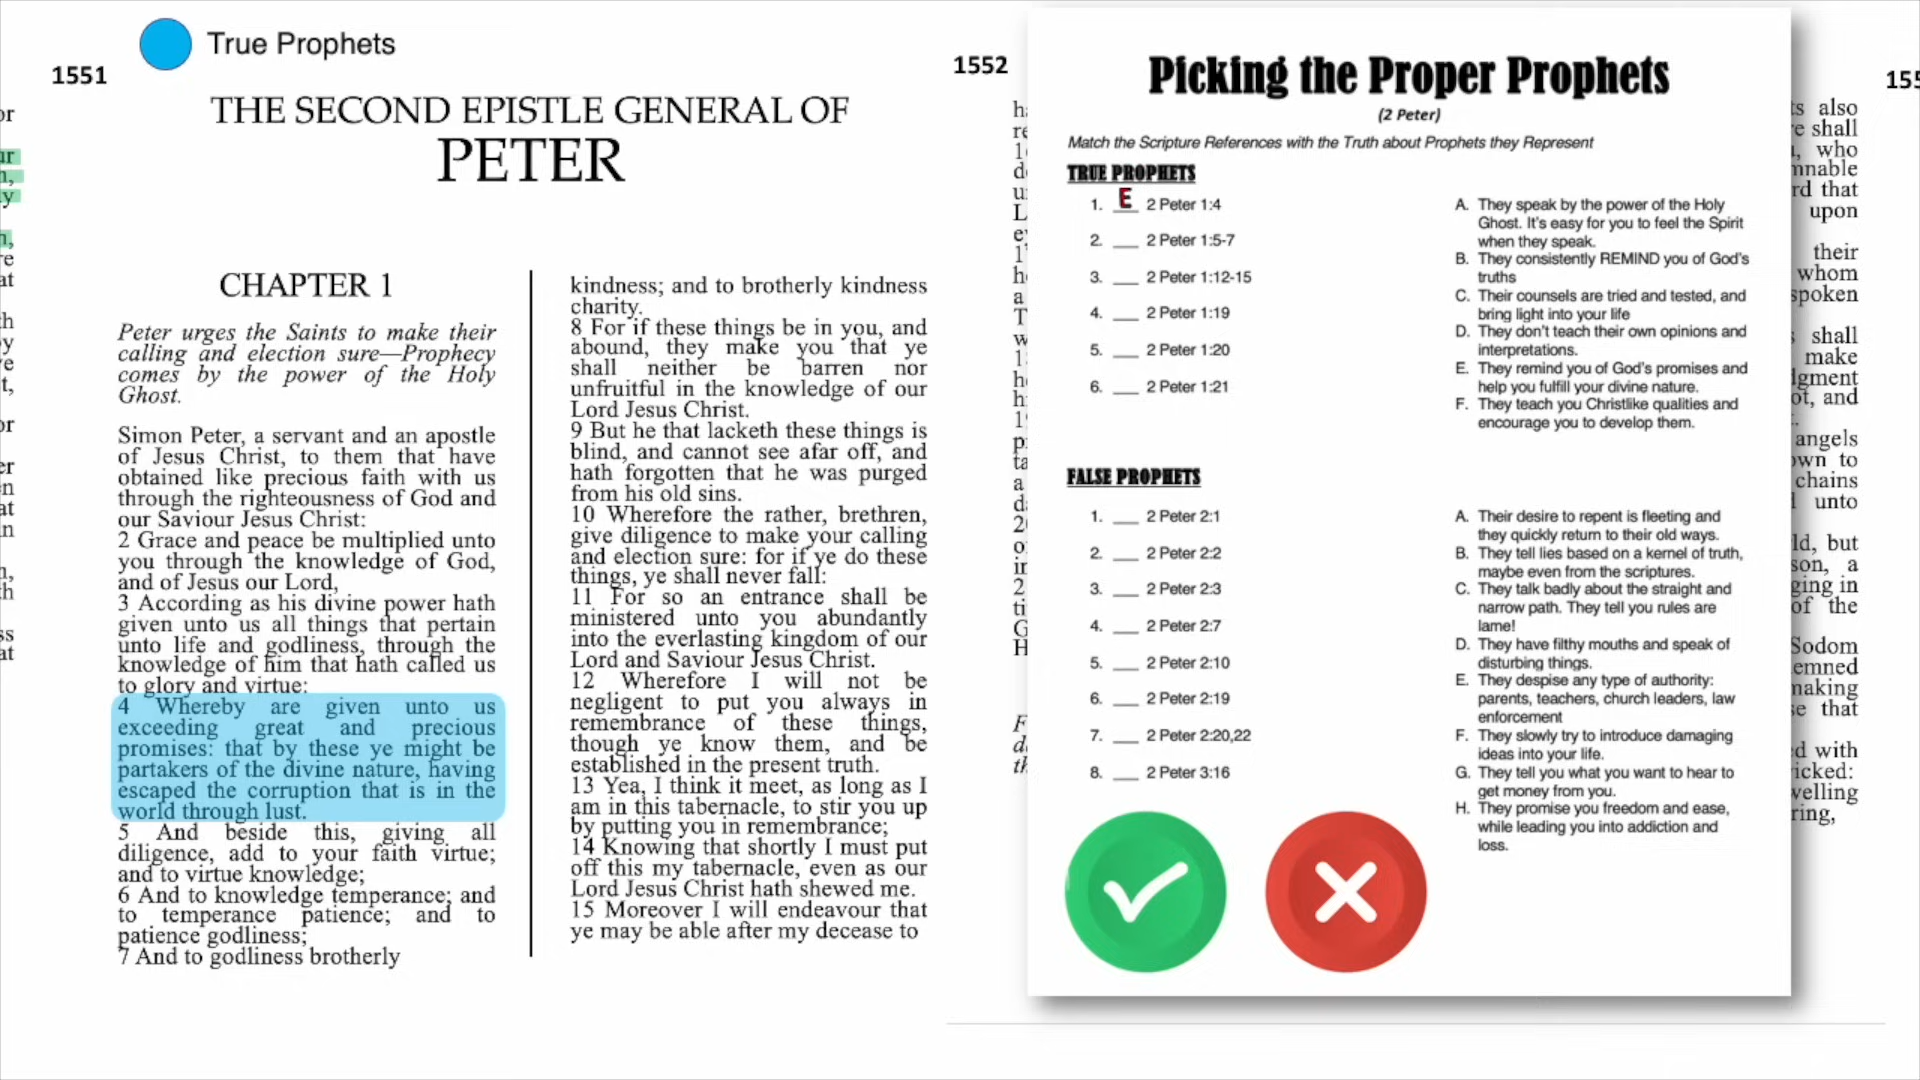 True Prophets
1551
THE SECOND EPISTLE GENERAL OF
PETER
CHAPTER 1
Peter urges the Saints to make their
calling and election sure—Prophecy
comes by the power of the Holy
Ghost.
Simon Peter, a servant and an apostle
of Jesus Christ, to them that have
obtained like precious faith with us
through the righteousness of God and
our Saviour Jesus Christ:
2 Grace and peace be multiplied unto
you through the knowledge of God,
and of Jesus our Lord,
3 According as his divine power hath
given unto us all things that pertain
unto life and godliness, through the
knowledge of him that hath called us
to glory and virtue:
4 Whereby are given unto us
exceeding great and precious
promises: that by these ye might be
partakers of the divine nature, having
escaped the corruption that is in the
world through lust.
5 And beside this, giving all
diligence, add to your faith virtue;
and to virtue knowledge;
6 And to knowledge temperance; and
to temperance patience; and to
patience godliness;
7 And to godliness brotherly
kindness; and to brotherly kindness
charity.
8 For if these things be in you, and
abound, they make you that ye
shall neither be barren nor
unfruitful in the knowledge of our
Lord Jesus Christ.
9 But he that lacketh these things is
blind, and cannot see afar off, and
hath forgotten that he was purged
from his old sins.
10 Wherefore the rather, brethren,
give diligence to make your calling
and election sure: for if ye do these
things, ye shall never fall:
11 For so an entrance shall be
ministered unto you abundantly
into the everlasting kingdom of our
Lord and Saviour Jesus Christ.
12 Wherefore I will not be
negligent to put you always in
remembrance of these things,
though ye know them, and be
established in the present truth.
13 Yea, I think it meet, as long as I
am in this tabernacle, to stir you up
by putting you in remembrance;
14 Knowing that shortly I must put
off this my tabernacle, even as our
Lord Jesus Christ hath shewed me.
15 Moreover I will endeavour that
ye may be able after my decease to
1552
Picking the Proper Prophets
(2 Peter)
Match the Scripture References with the Truth about Prophets they Represent
TRUE PROPHETS
1. E 2 Peter 1:4
2. ___ 2 Peter 1:5-7
3. ___ 2 Peter 1:12-15
4. ___ 2 Peter 1:19
5. ___ 2 Peter 1:20
6. ___ 2 Peter 1:21
A. They speak by the power of the Holy
Ghost. It's easy for you to feel the Spirit
when they speak.
B. They consistently REMIND you of God's
truths
C. Their counsels are tried and tested, and
bring light into your life
D. They don't teach their own opinions and
interpretations.
E. They remind you of God's promises and
help you fulfill your divine nature.
F. They teach you Christlike qualities and
encourage you to develop them.
FALSE PROPHETS
1. ___ 2 Peter 2:1
2. ___ 2 Peter 2:2
3. ___ 2 Peter 2:3
4. ___ 2 Peter 2:7
5. ___ 2 Peter 2:10
6. ___ 2 Peter 2:19
7. ___ 2 Peter 2:20,22
8. ___ 2 Peter 3:16
A. Their desire to repent is fleeting and
they quickly return to their old ways.
B. They tell lies based on a kernel of truth,
maybe even from the scriptures.
C. They talk badly about the straight and
narrow path. They tell you rules are
lame!
D. They have filthy mouths and speak of
disturbing things.
E. They despise any type of authority:
parents, teachers, church leaders, law
enforcement
F. They slowly try to introduce damaging
ideas into your life.
G. They tell you what you want to hear to
get money from you.
H. They promise you freedom and ease,
while leading you into addiction and
loss.
also
shall
who
upon
their
whom
spoken
shall
make
and
angels
to
chains
unto
but
a
in
of the
Sodom
that
with